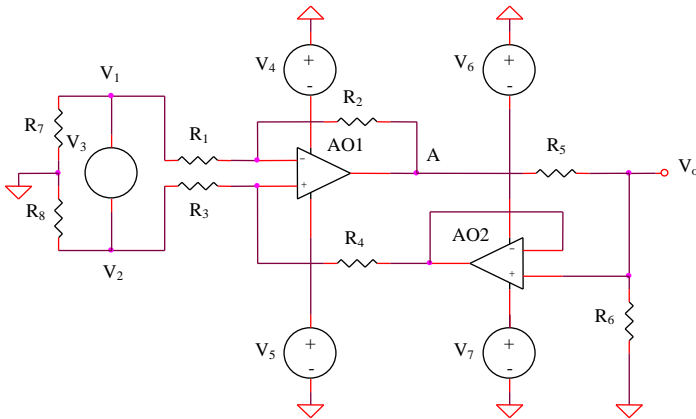 V₄
V₆
V₁
R₂
R₇
V₃
R₁
AO1
A
R₅
Vₒ
−
+
R₃
R₈
R₄
AO2
−
+
V₂
R₆
V₅
V₇
+
-
+
-
+
-
+
-